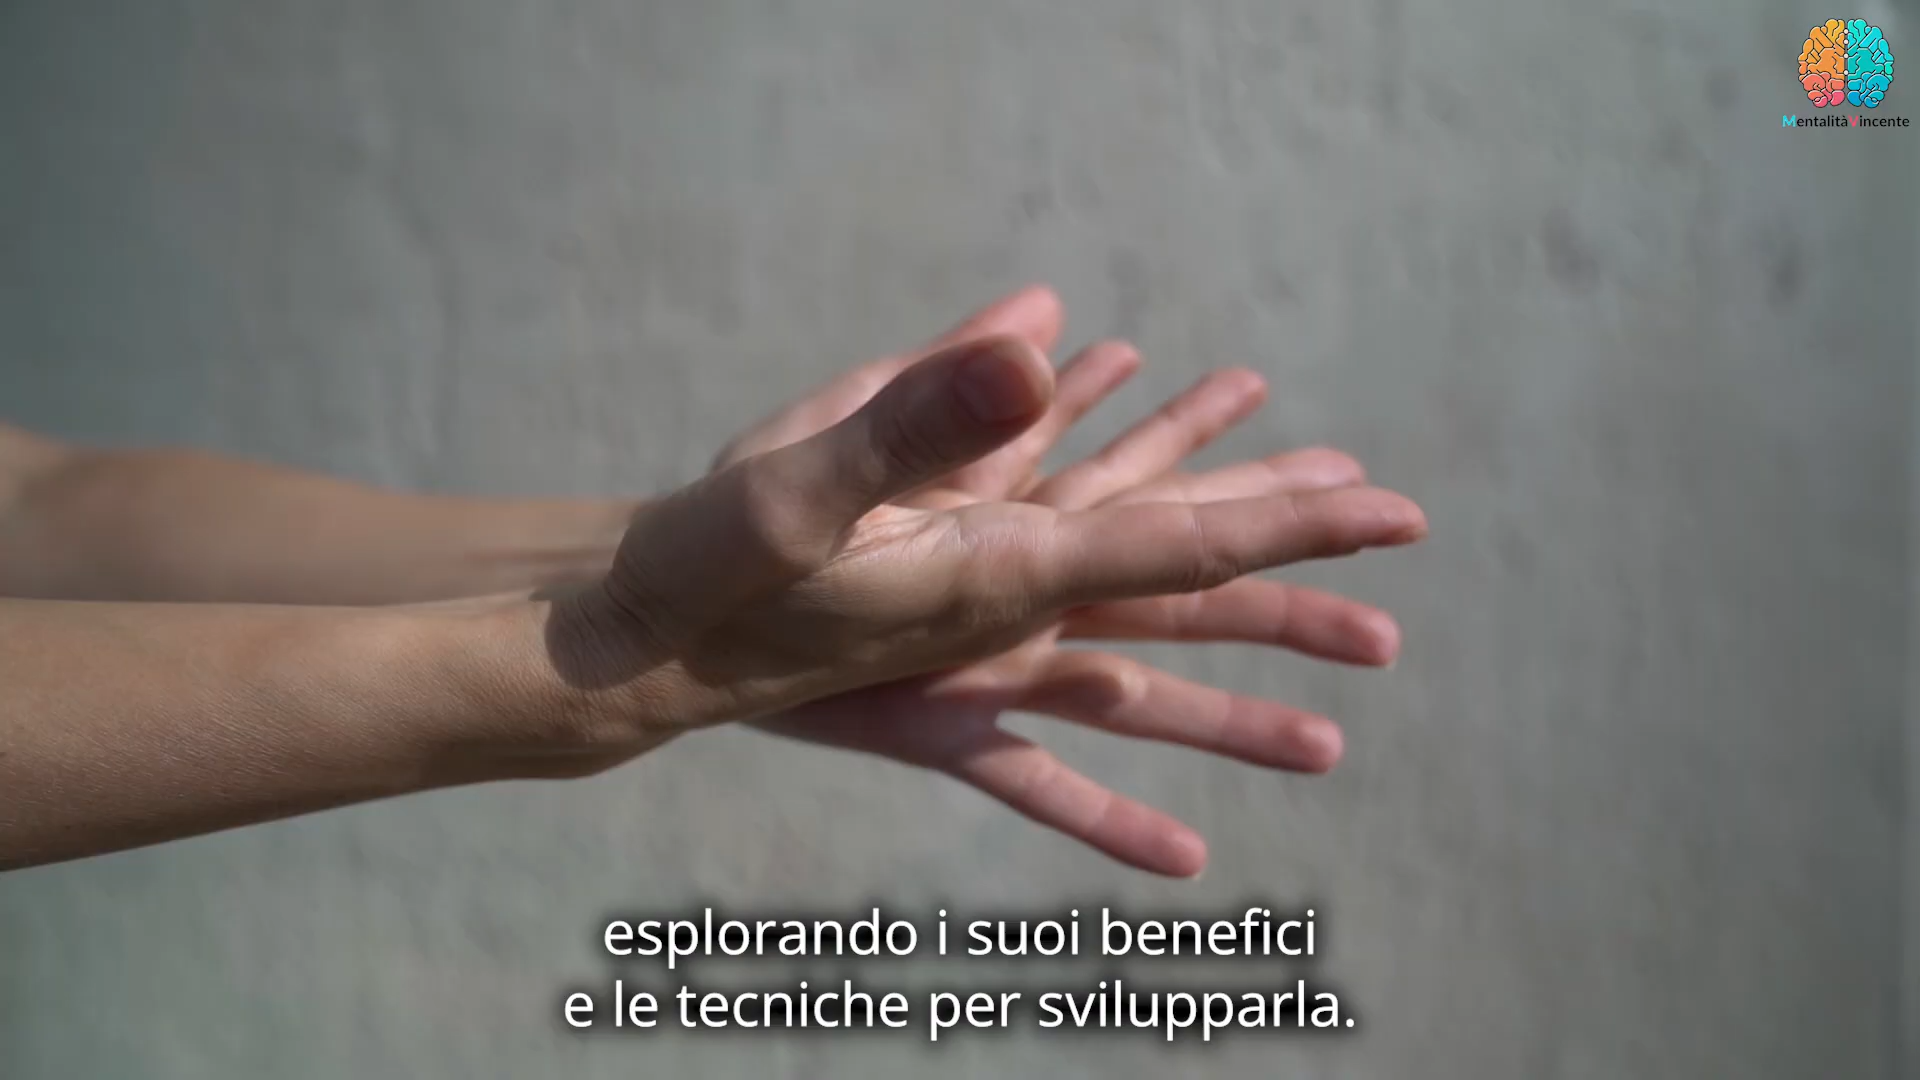 MentalitàVincente
esplorando i suoi benefici
e le tecniche per svilupparla.